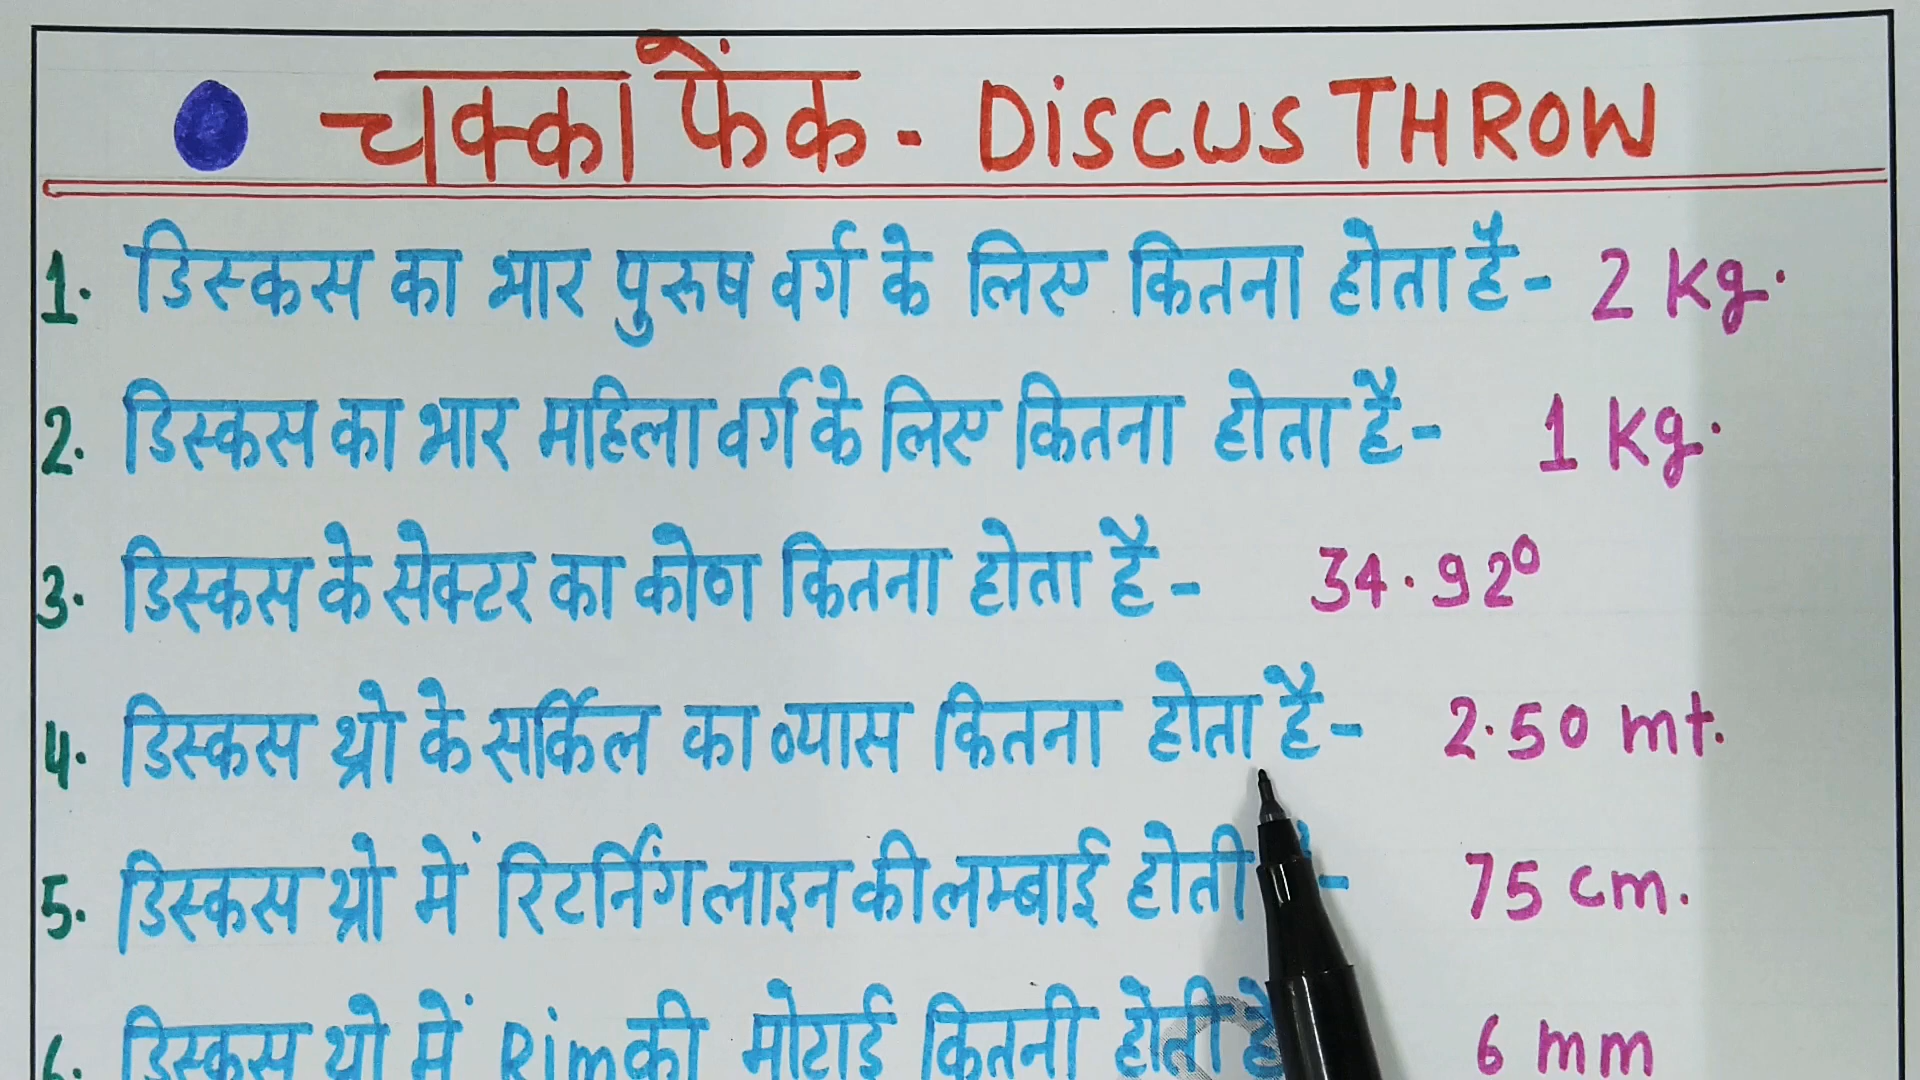 चक्का फेंक - DiSCUS THROW
1. डिस्कस का भार पुरुष वर्ग के लिए कितना होता है - 2 Kg.
2. डिस्कस का भार महिला वर्ग के लिए कितना होता है - 1 Kg.
3. डिस्कस के सेक्टर का कोण कितना होता है - 34.92°
4. डिस्कस थ्रो के सर्किल का व्यास कितना होता है - 2.50 mt.
5. डिस्कस थ्रो में रिटर्निंग लाइन की लम्बाई होती - 75 cm.
6. डिस्कस थ्रो में Rim की मोटाई कितनी होती है 6 mm